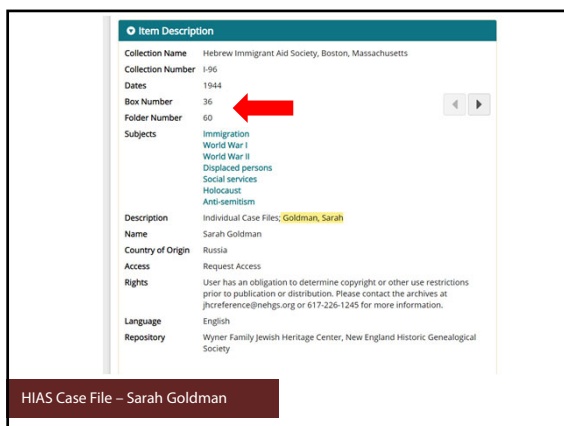 Item Description
Collection Name Hebrew Immigrant Aid Society, Boston, Massachusetts
Collection Number I-96
Dates 1944
Box Number 36
Folder Number 60
Subjects Immigration
World War I
World War II
Displaced persons
Social services
Holocaust
Anti-semitism
Description Individual Case Files; Goldman, Sarah
Name Sarah Goldman
Country of Origin Russia
Access Request Access
Rights User has an obligation to determine copyright or other use restrictions
prior to publication or distribution. Please contact the archives at
jhcreference@nehgs.org or 617-226-1245 for more information.
Language English
Repository Wyner Family Jewish Heritage Center, New England Historic Genealogical
Society
HIAS Case File – Sarah Goldman